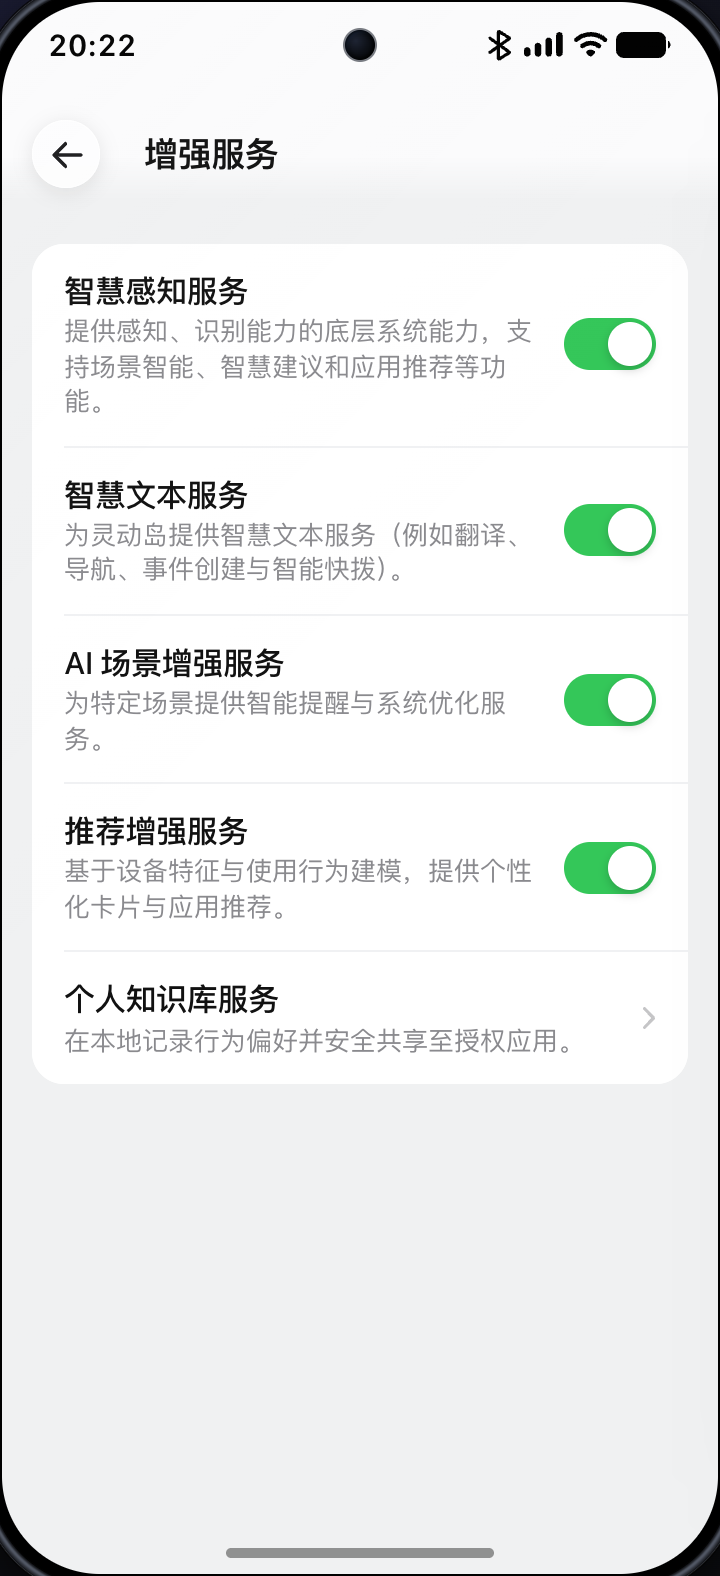 20:22
增强服务
智慧感知服务
提供感知、识别能力的底层系统能力，支
持场景智能、智慧建议和应用推荐等功
能。
智慧文本服务
为灵动岛提供智慧文本服务（例如翻译、
导航、事件创建与智能快拨）。
AI 场景增强服务
为特定场景提供智能提醒与系统优化服
务。
推荐增强服务
基于设备特征与使用行为建模，提供个性
化卡片与应用推荐。
个人知识库服务
在本地记录行为偏好并安全共享至授权应用。